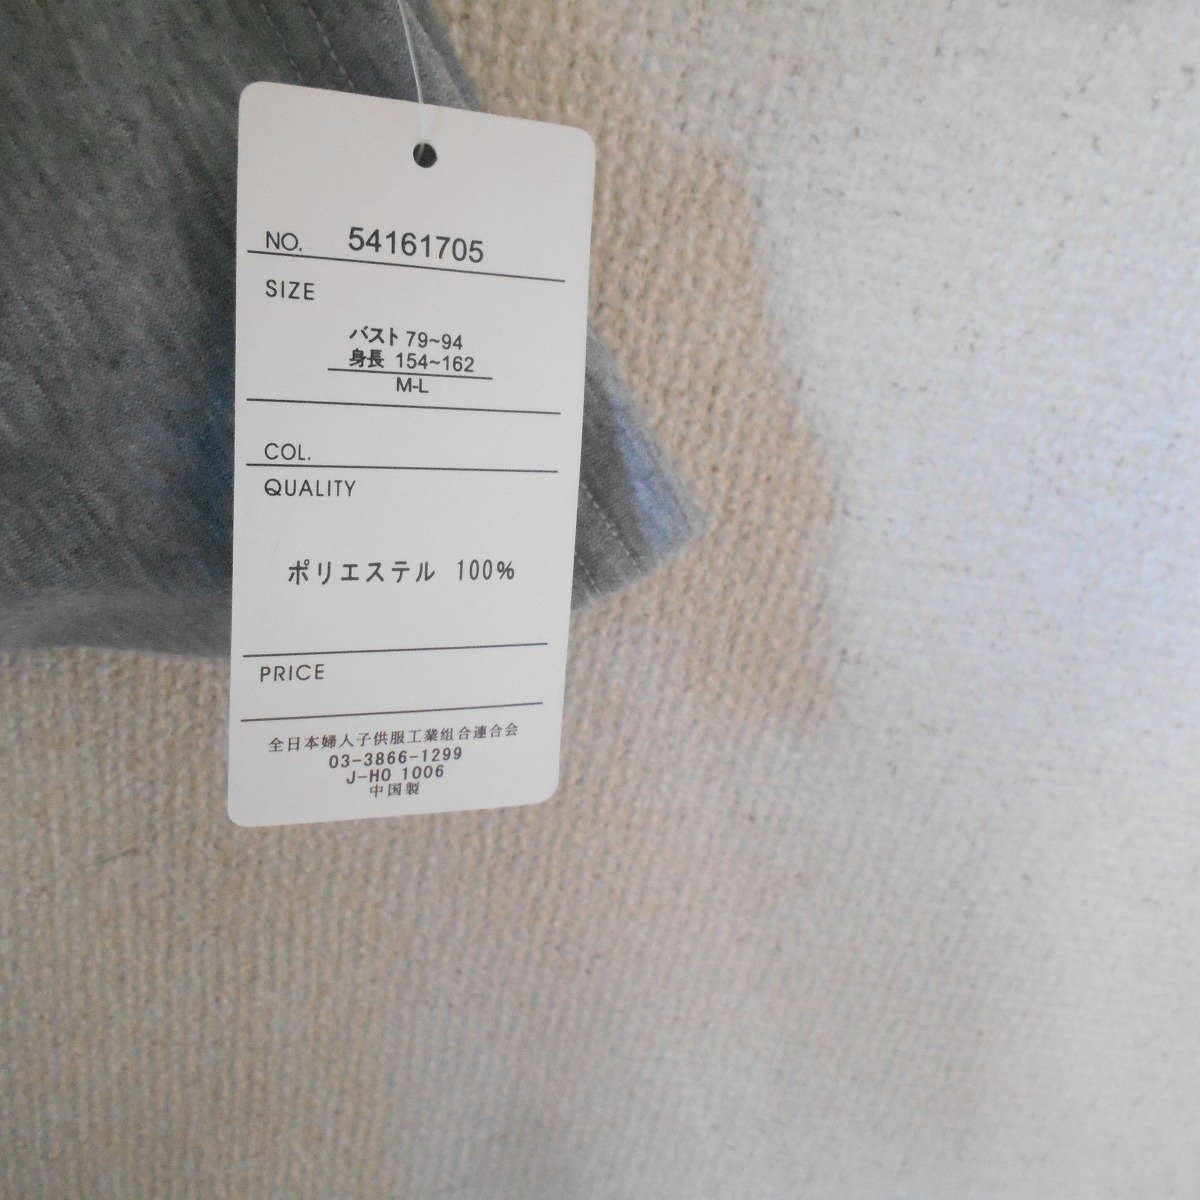 NO. 54161705
SIZE
バスト 79~94
身長 154~162
M-L
COL.
QUALITY
ポリエステル 100%
PRICE
全日本婦人子供服工業组合連合会
03-3866-1299
J-HO 1006
中国製